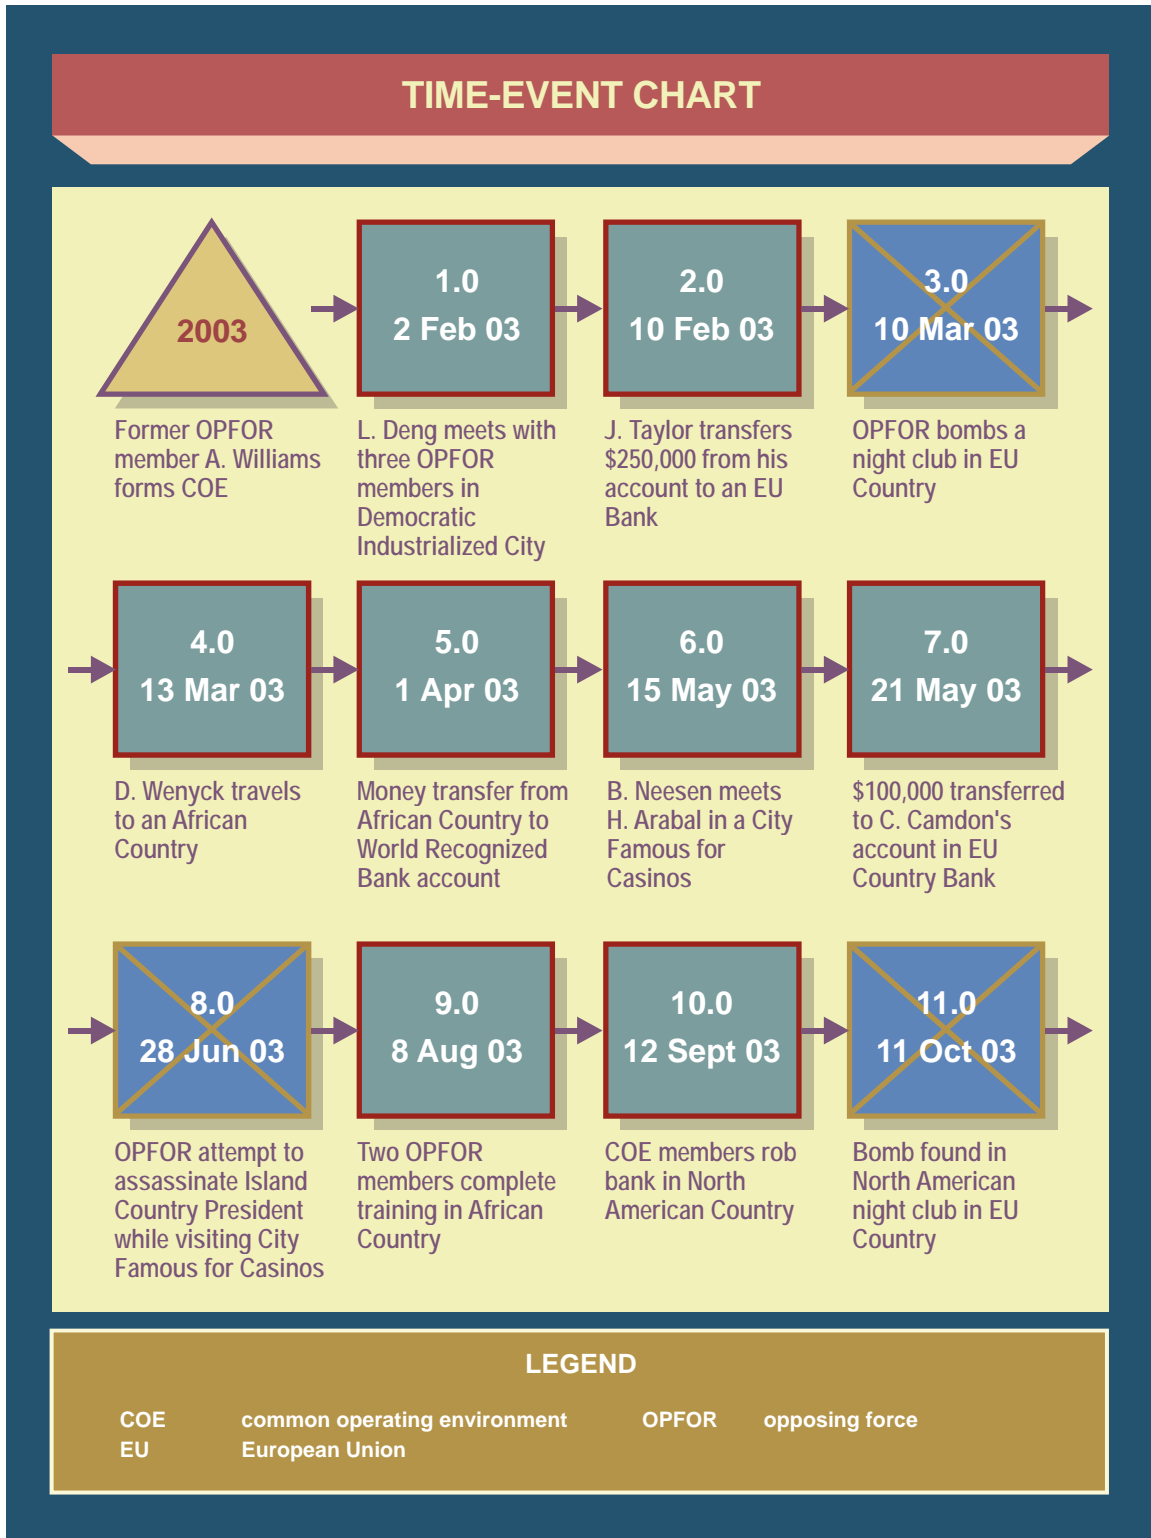 TIME-EVENT CHART
2003
Former OPFOR
member A. Williams
forms COE
1.0
2 Feb 03
L. Deng meets with
three OPFOR
members in
Democratic
Industrialized City
2.0
10 Feb 03
J. Taylor transfers
$250,000 from his
account to an EU
Bank
3.0
10 Mar 03
OPFOR bombs a
night club in EU
Country
4.0
13 Mar 03
D. Wenyck travels
to an African
Country
5.0
1 Apr 03
Money transfer from
African Country to
World Recognized
Bank account
6.0
15 May 03
B. Neesen meets
H. Arabal in a City
Famous for
Casinos
7.0
21 May 03
$100,000 transferred
to C. Camdon's
account in EU
Country Bank
8.0
28 Jun 03
OPFOR attempt to
assassinate Island
Country President
while visiting City
Famous for Casinos
9.0
8 Aug 03
Two OPFOR
members complete
training in African
Country
10.0
12 Sept 03
COE members rob
bank in North
American Country
11.0
11 Oct 03
Bomb found in
North American
night club in EU
Country
LEGEND
COE common operating environment
EU European Union
OPFOR opposing force